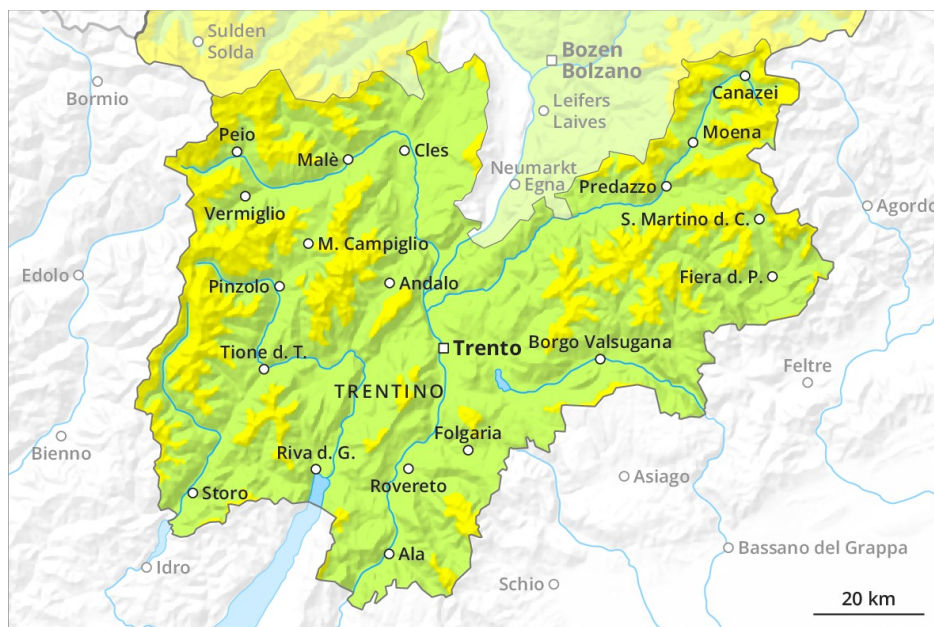 Sulden
Solda
Bozen
Bolzano
Bormio
Canazei
Leifers
Laives
Peio
Moena
Malè
Cles
Neumarkt
Egna
Predazzo
Vermiglio
Agordo
S. Martino d. C.
M. Campiglio
Edolo
Pinzolo
Andalo
Fiera d. P.
Trento
Borgo Valsugana
Tione d. T.
Feltre
TRENTINO
Folgaria
Bienno
Riva d. G.
Asiago
Rovereto
Storo
Ala
Bassano del Grappa
Idro
Schio
20 km